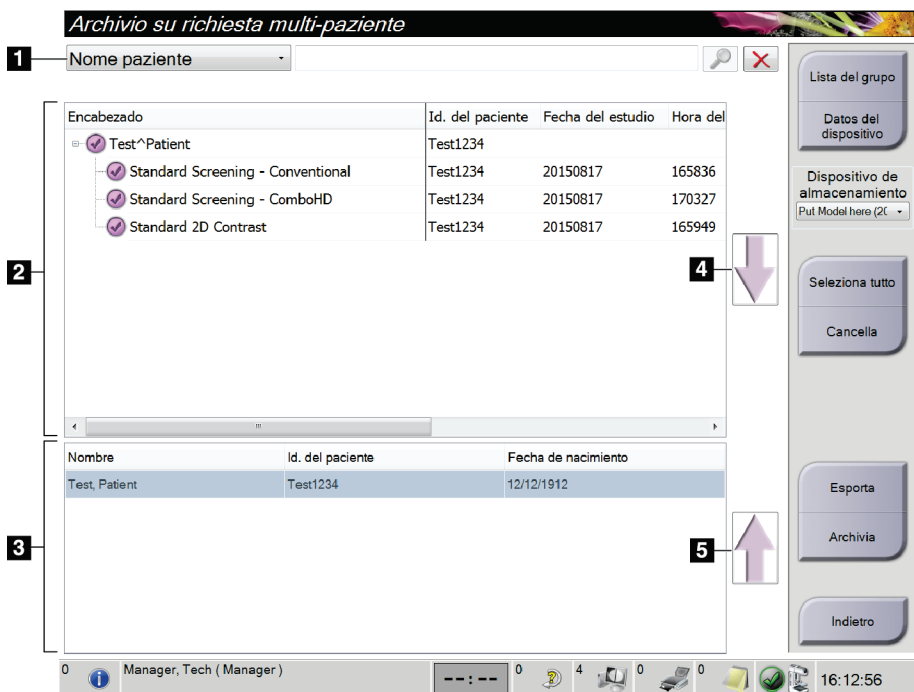 Archivio su richiesta multi-paziente
1
Nome paziente
Lista del grupo
Datos del
dispositivo
Dispositivo de
almacenamiento
Put Model here (20
2
Encabezado Id. del paciente Fecha del estudio Hora del
Test^Patient Test1234
Standard Screening - Conventional Test1234 20150817 165836
Standard Screening - ComboHD Test1234 20150817 170327
Standard 2D Contrast Test1234 20150817 165949
4
Seleziona tutto
Cancella
3
Nombre Id. del paciente Fecha de nacimiento
Test, Patient Test1234 12/12/1912
5
Esporta
Archivia
Indietro
0 Manager, Tech ( Manager ) --:-- 0 4 0 0 16:12:56